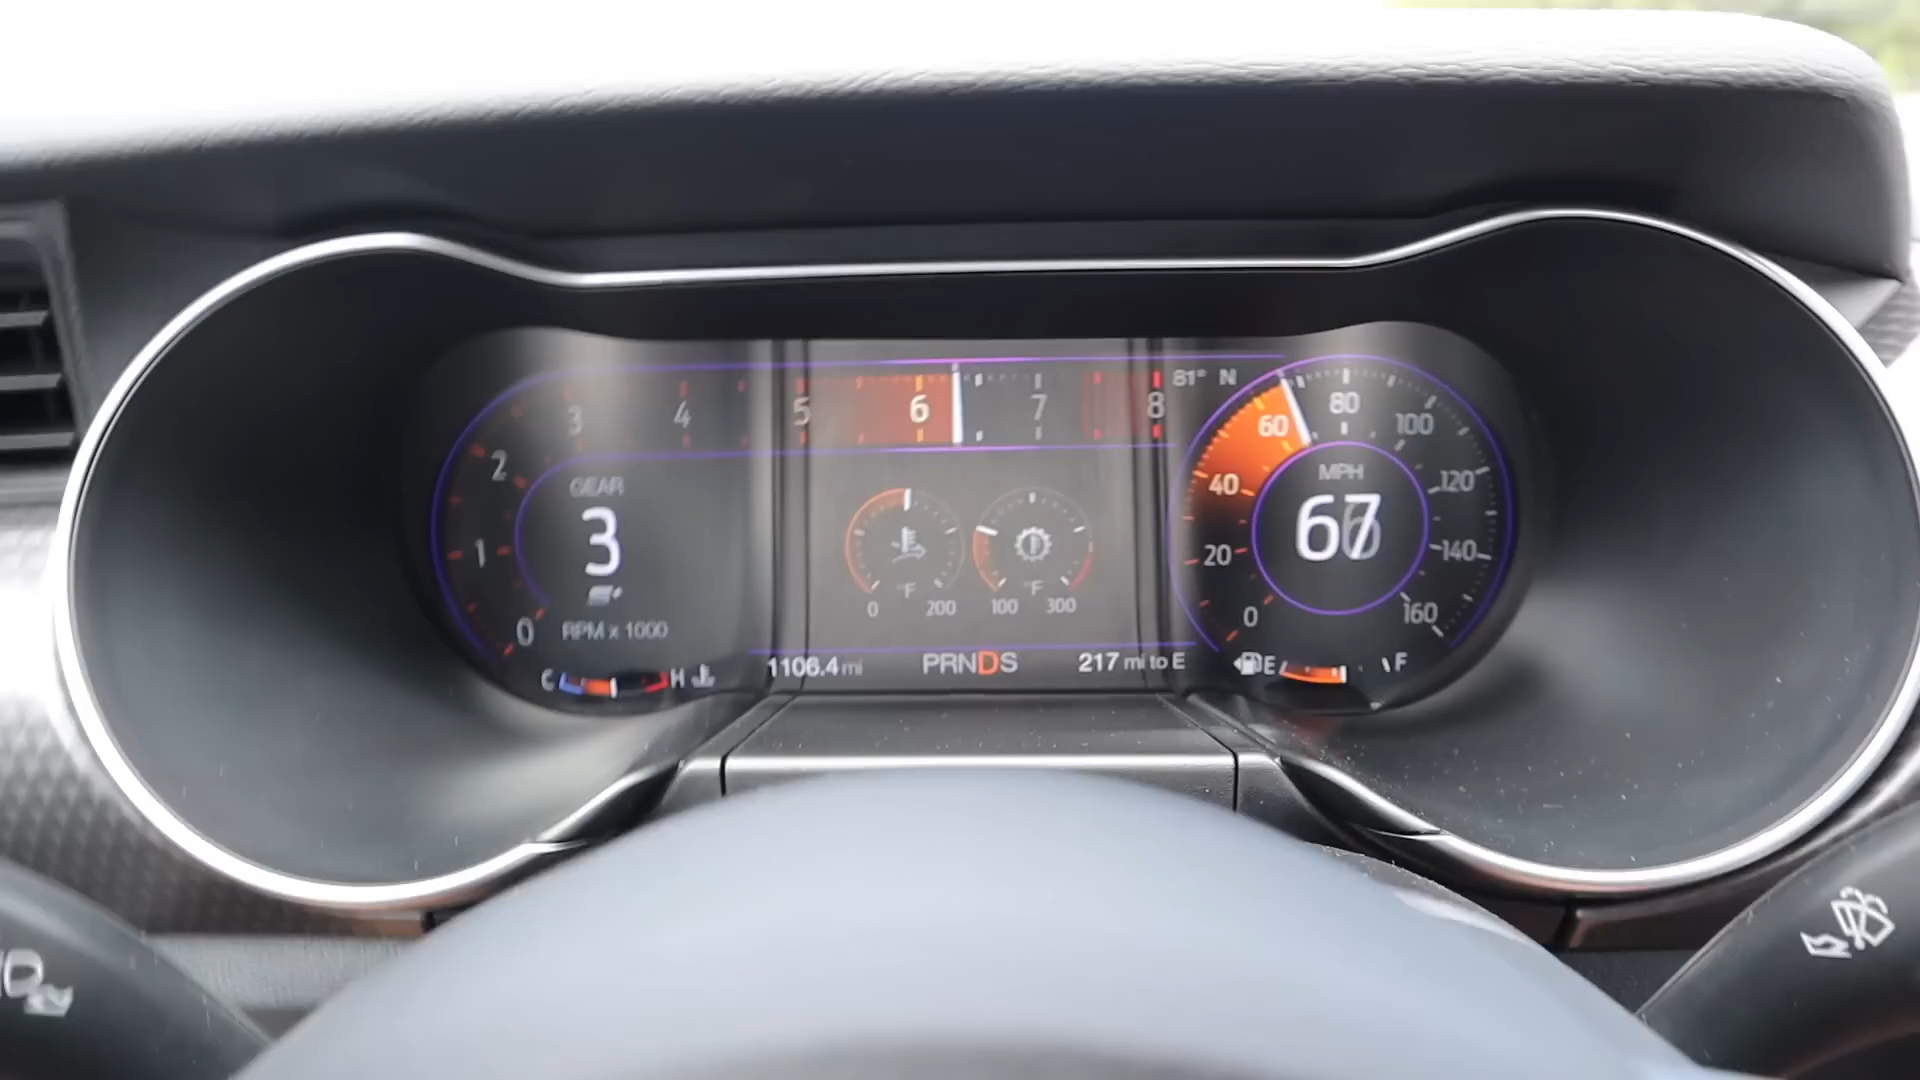 3 4 5 6 7 8 81° N
80
60 100
2
40 120
GEAR
MPH
3
67
1
20 140
°F °F
0 200 100 300
0 160
0
RPM x 1000
C H
1106.4 mi PRNDS 217 mi to E
E F